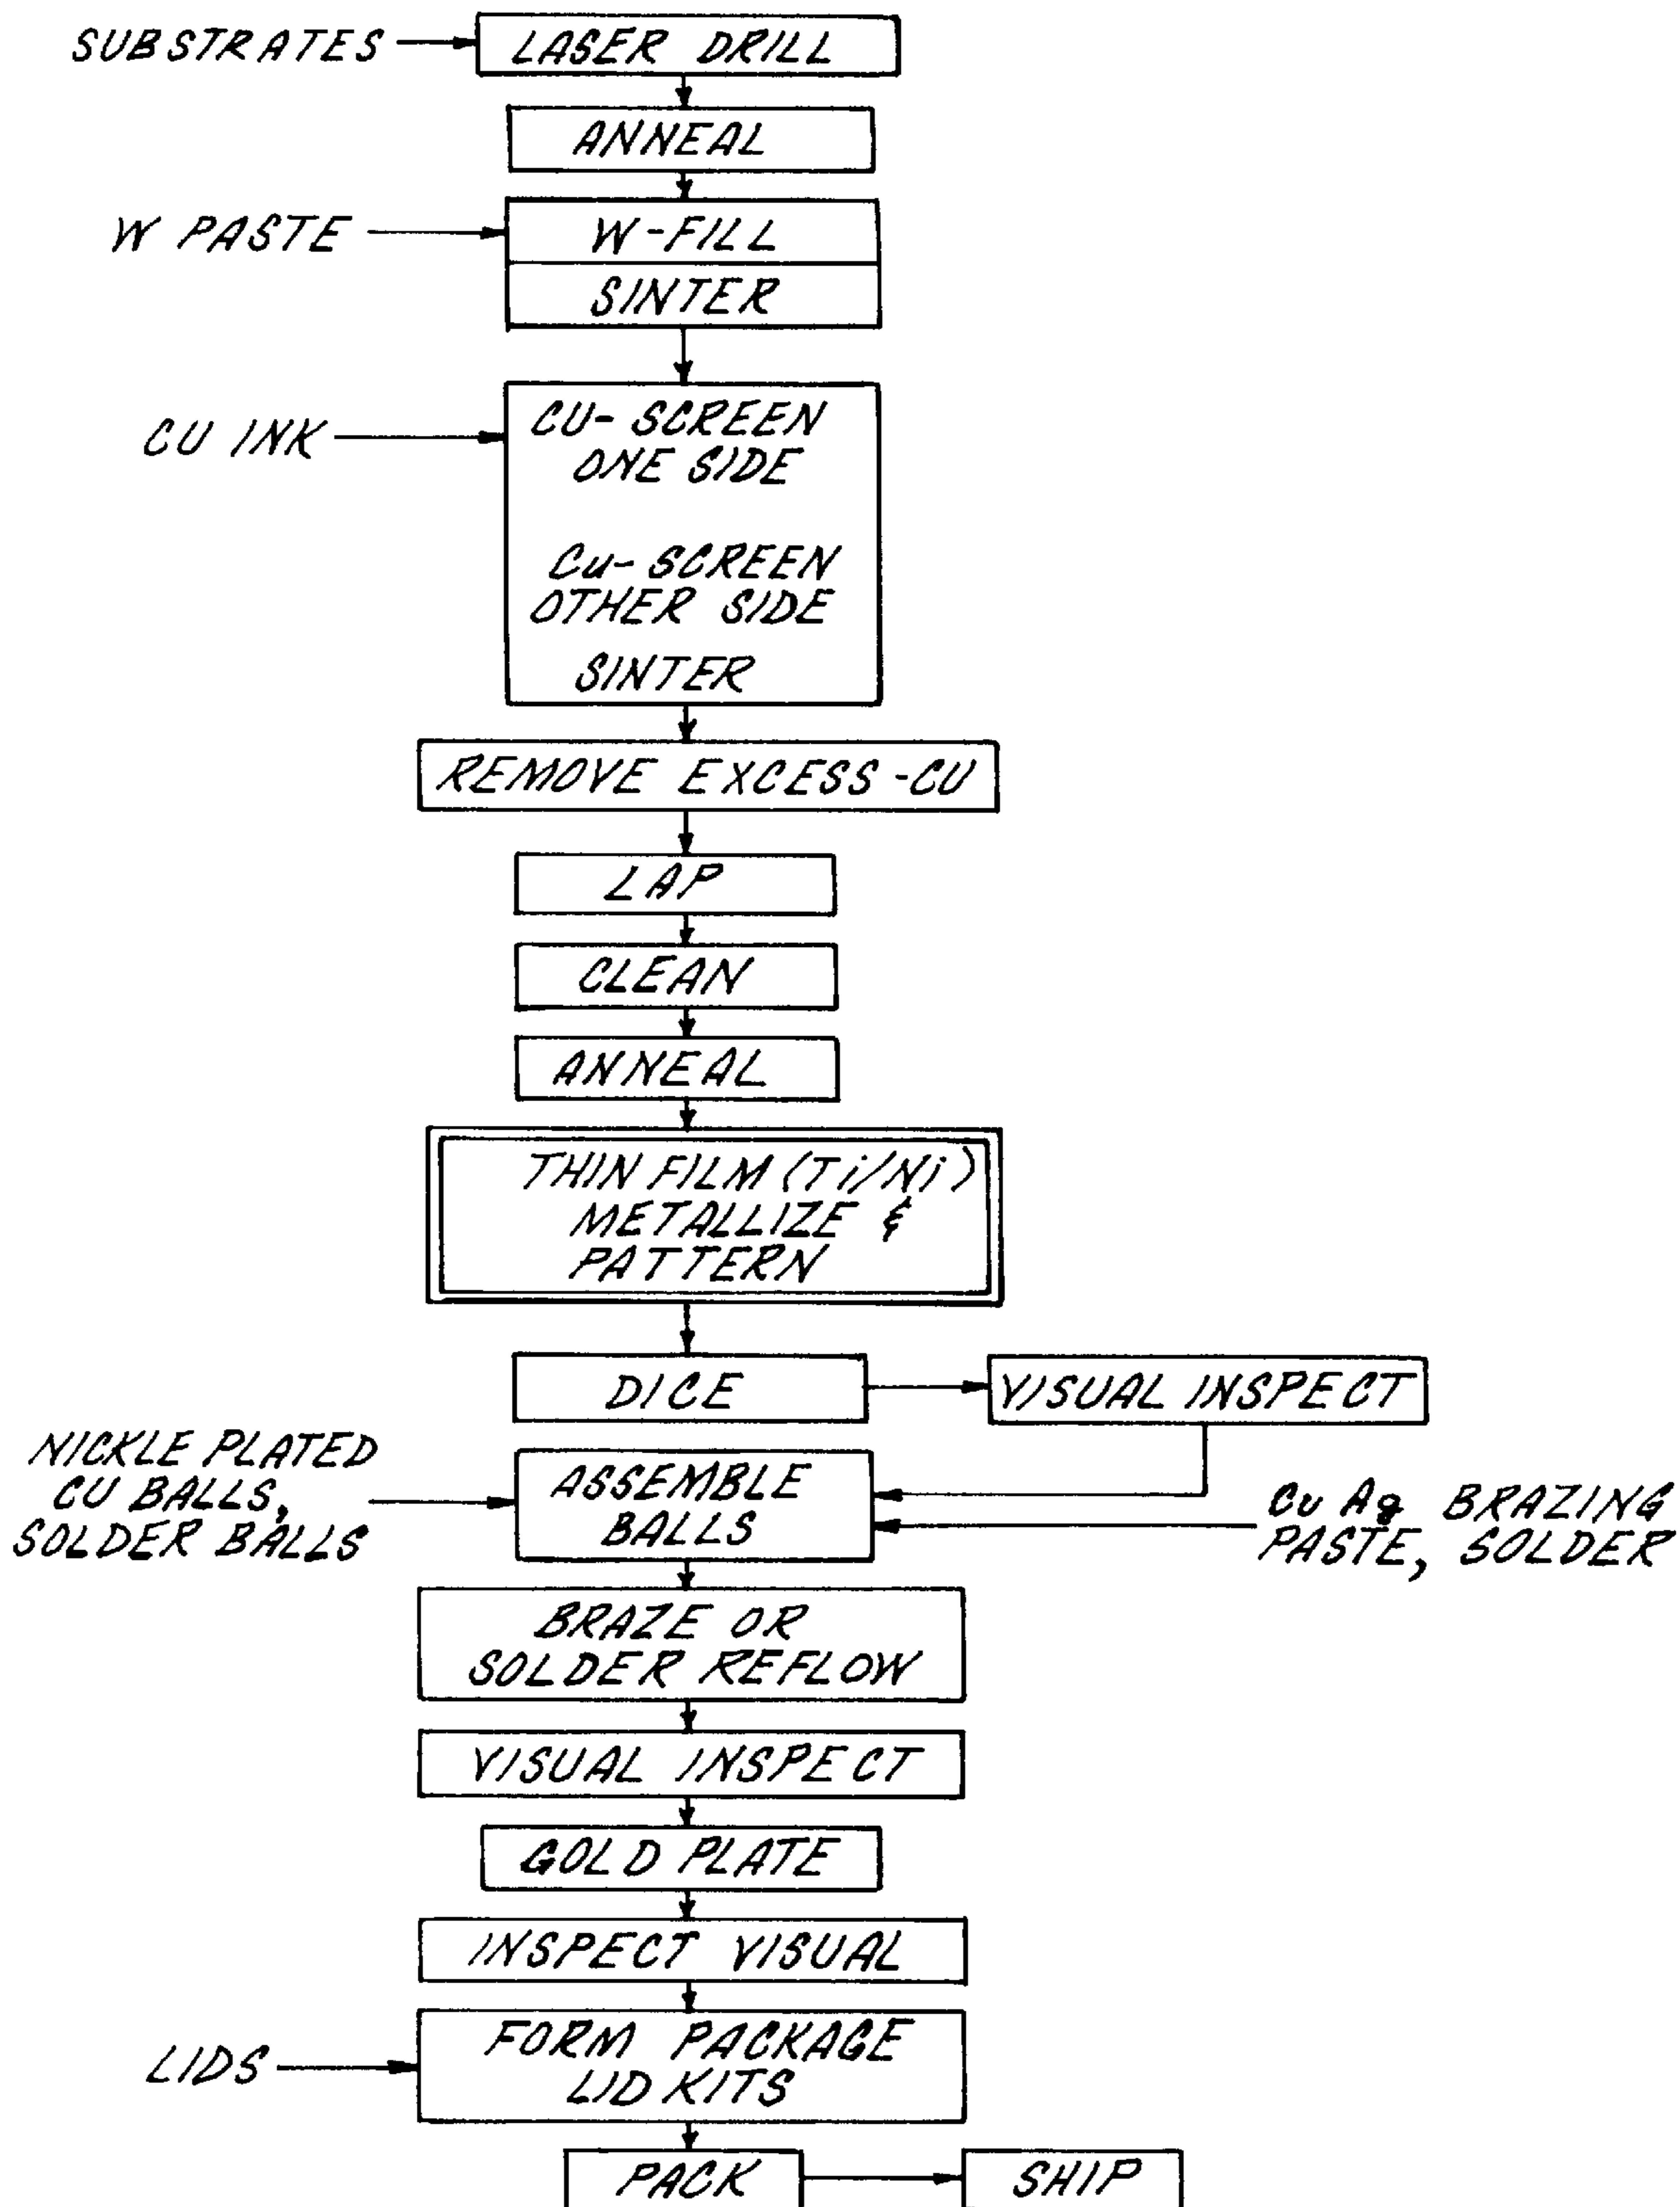 SUBSTRATES
LASER DRILL
ANNEAL
W PASTE
W-FILL
SINTER
CU INK
CU-SCREEN
ONE SIDE
Cu-SCREEN
OTHER SIDE
SINTER
REMOVE EXCESS-CU
LAP
CLEAN
ANNEAL
THIN FILM (Ti/Ni)
METALLIZE &
PATTERN
DICE
VISUAL INSPECT
NICKLE PLATED
CU BALLS,
SOLDER BALLS
ASSEMBLE
BALLS
Cu Ag BRAZING
PASTE, SOLDER
BRAZE OR
SOLDER REFLOW
VISUAL INSPECT
GOLD PLATE
INSPECT VISUAL
LIDS
FORM PACKAGE
LID KITS
PACK
SHIP